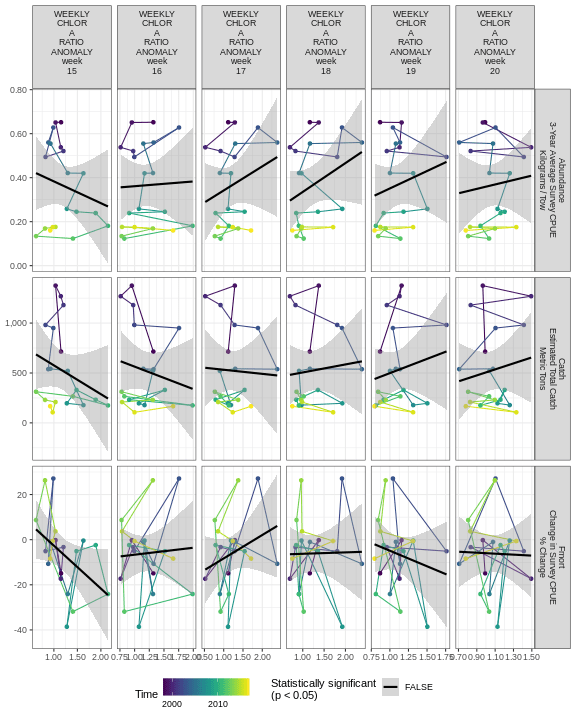 WEEKLY
CHLOR
A
RATIO
ANOMALY
week
15
WEEKLY
CHLOR
A
RATIO
ANOMALY
week
16
WEEKLY
CHLOR
A
RATIO
ANOMALY
week
17
WEEKLY
CHLOR
A
RATIO
ANOMALY
week
18
WEEKLY
CHLOR
A
RATIO
ANOMALY
week
19
WEEKLY
CHLOR
A
RATIO
ANOMALY
week
20
0.80
0.60
0.40
0.20
0.00
Abundance
3-Year Average Survey CPUE
Kilograms/Tow
1,000
500
0
Catch
Estimated Total Catch
Metric Tons
20
0
-20
-40
Change in Survey CPUE
% Change
1.00 1.50 2.00
0.75 1.00 1.25 1.50 1.75 2.00
0.50 1.00 1.50 2.00
1.00 1.50 2.00
0.75 1.00 1.25 1.50 1.75
0.70 0.90 1.10 1.30 1.50
Time
2000 2010
Statistically significant
(p < 0.05)
FALSE